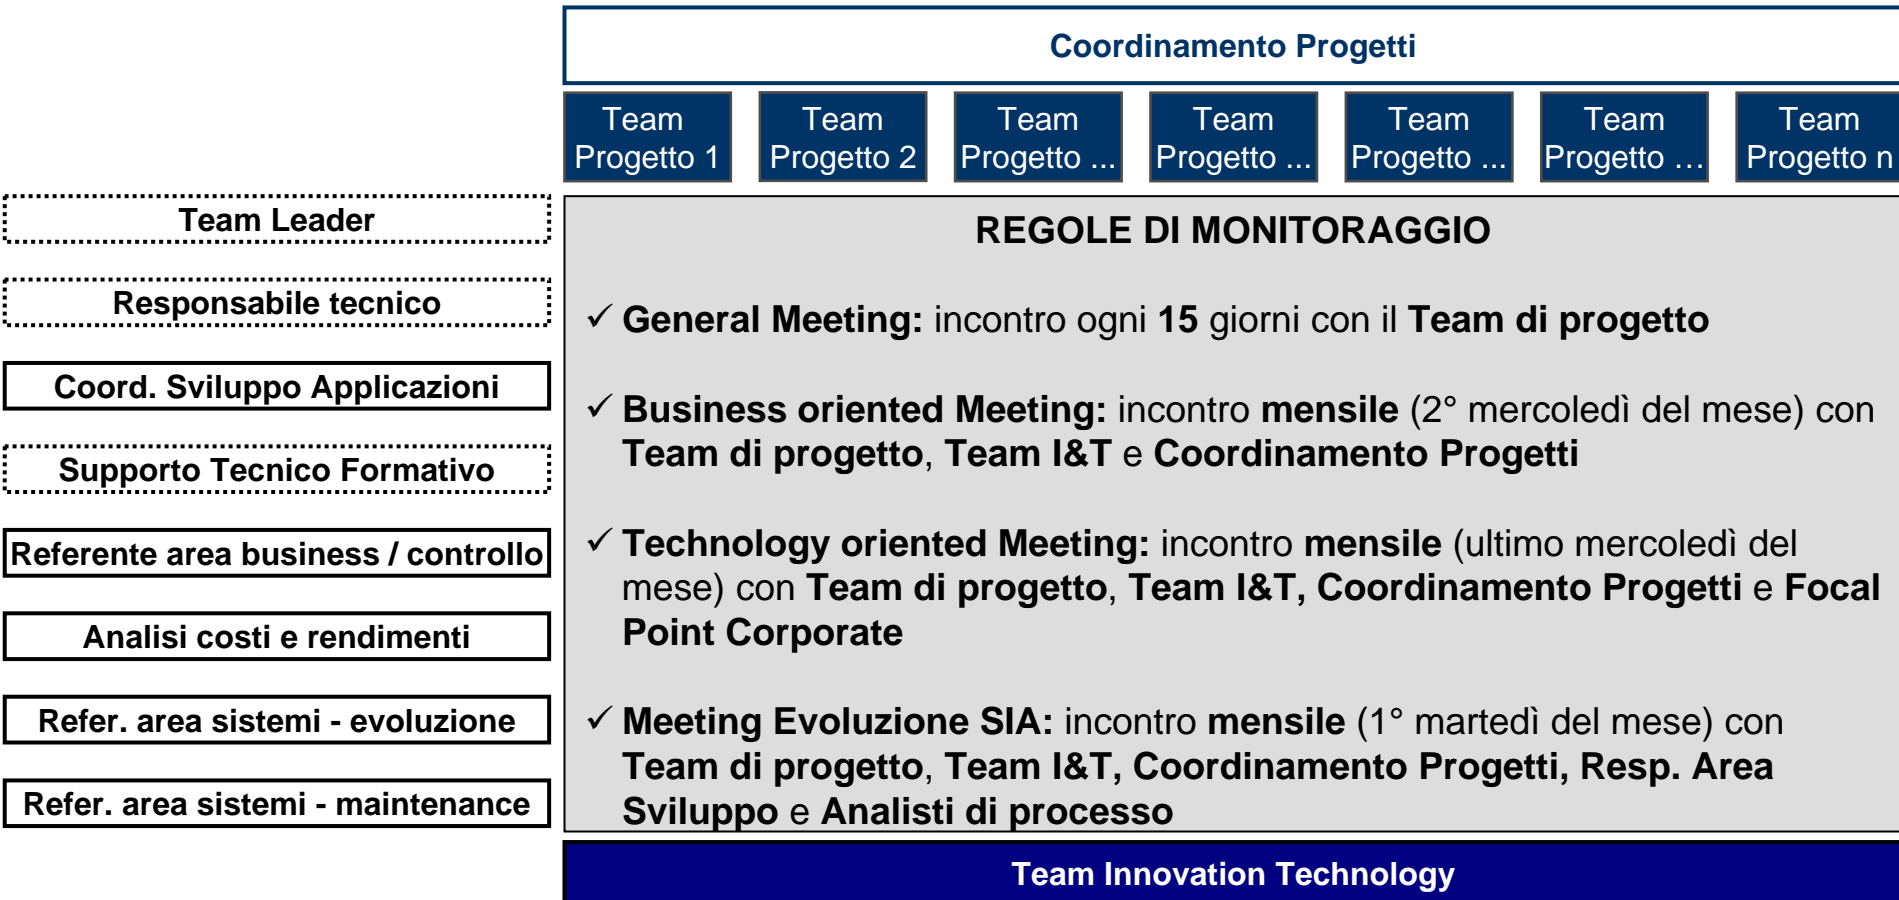 Coordinamento Progetti
Team
Progetto 1
Team
Progetto 2
Team
Progetto ...
Team
Progetto ...
Team
Progetto ...
Team
Progetto …
Team
Progetto n
Team Leader
Responsabile tecnico
Coord. Sviluppo Applicazioni
Supporto Tecnico Formativo
Referente area business / controllo
Analisi costi e rendimenti
Refer. area sistemi - evoluzione
Refer. area sistemi - maintenance
REGOLE DI MONITORAGGIO
✓ General Meeting: incontro ogni 15 giorni con il Team di progetto
✓ Business oriented Meeting: incontro mensile (2° mercoledì del mese) con
Team di progetto, Team I&T e Coordinamento Progetti
✓ Technology oriented Meeting: incontro mensile (ultimo mercoledì del
mese) con Team di progetto, Team I&T, Coordinamento Progetti e Focal
Point Corporate
✓ Meeting Evoluzione SIA: incontro mensile (1° martedì del mese) con
Team di progetto, Team I&T, Coordinamento Progetti, Resp. Area
Sviluppo e Analisti di processo
Team Innovation Technology